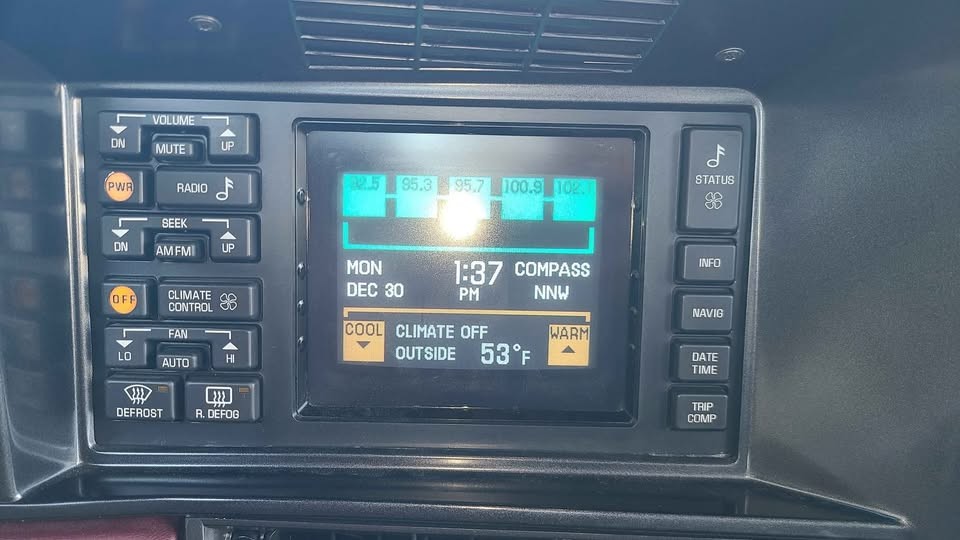 VOLUME
DN
MUTE
UP
PWR
RADIO
SEEK
DN
AM FM
UP
OFF
CLIMATE
CONTROL
FAN
LO
AUTO
HI
DEFROST
R. DEFOG
95.3 95.7 100.9
MON 1:37 COMPASS
DEC 30 PM NNW
COOL CLIMATE OFF WARM
OUTSIDE 53°F
STATUS
INFO
NAVIG
DATE
TIME
TRIP
COMP